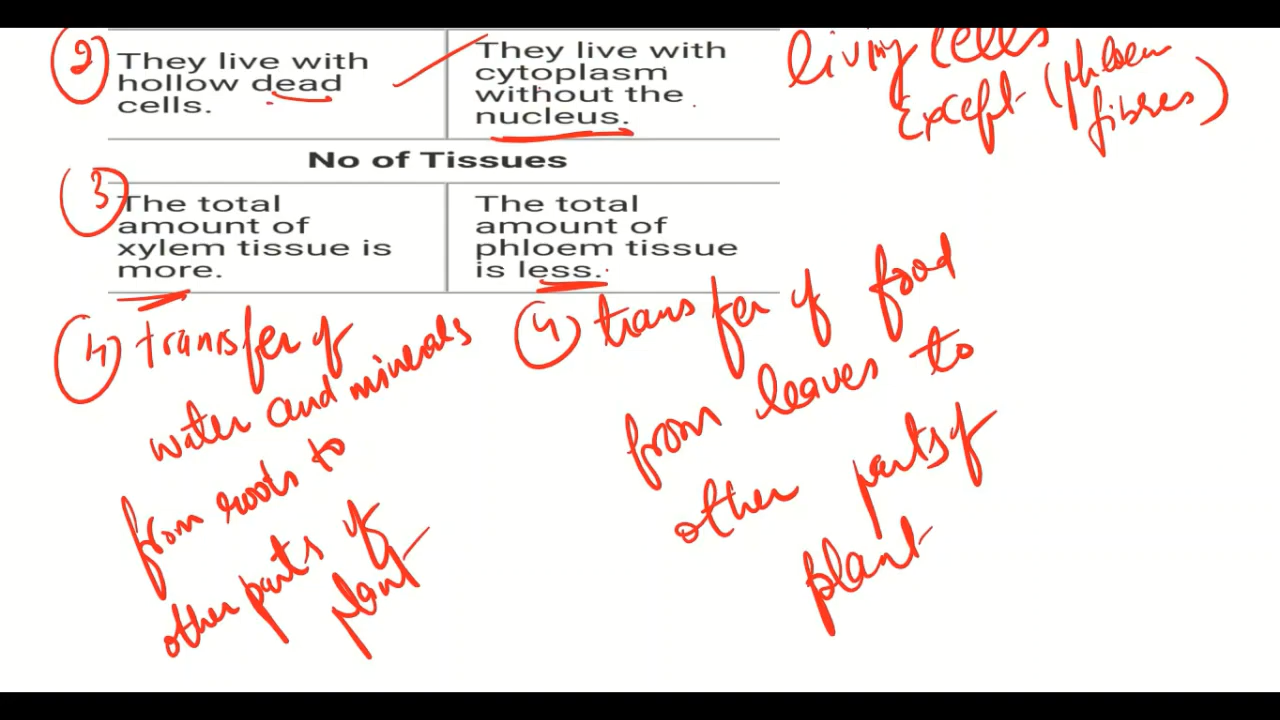 2
They live with
hollow dead
cells.
They live with
cytoplasm
without the
nucleus.
living cells
except (phloem
fibres)
No of Tissues
3
The total
amount of
xylem tissue is
more.
The total
amount of
phloem tissue
is less.
4) transfer of
water and minerals
from roots to
other parts of
plant
4) transfer of food
from leaves to
other parts of
plant